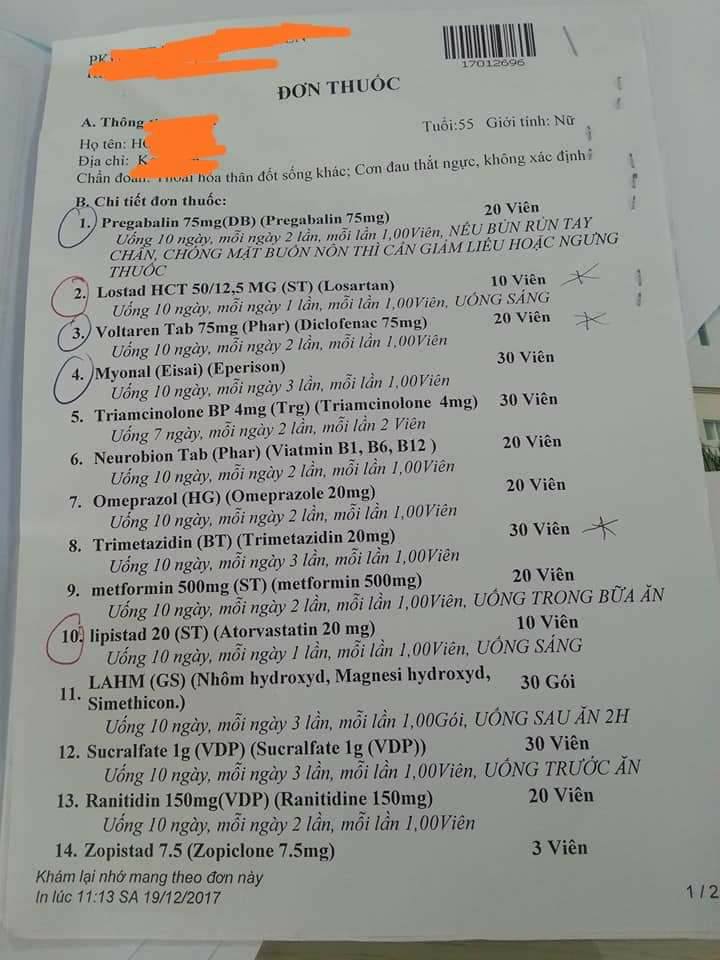 PK
17012696
ĐƠN THUỐC
A. Thông
Tuổi:55 Giới tính: Nữ
Họ tên:
Địa chỉ: K
Chẩn đoán: Thoái hóa thân đốt sống khác; Cơn đau thắt ngực, không xác định
B. Chi tiết đơn thuốc:
1. Pregabalin 75mg(DB) (Pregabalin 75mg) 20 Viên
Uống 10 ngày, mỗi ngày 2 lần, mỗi lần 1,00Viên, NẾU BỦN RỦN TAY
CHÂN, CHÓNG MẶT BUỒN NÔN THÌ CẦN GIẢM LIỀU HOẶC NGƯNG
THUỐC
2. Lostad HCT 50/12,5 MG (ST) (Losartan) 10 Viên
Uống 10 ngày, mỗi ngày 1 lần, mỗi lần 1,00Viên, UỐNG SÁNG
3. Voltaren Tab 75mg (Phar) (Diclofenac 75mg) 20 Viên
Uống 10 ngày, mỗi ngày 2 lần, mỗi lần 1,00Viên
4. Myonal (Eisai) (Eperison) 30 Viên
Uống 10 ngày, mỗi ngày 3 lần, mỗi lần 1,00Viên
5. Triamcinolone BP 4mg (Trg) (Triamcinolone 4mg) 30 Viên
Uống 7 ngày, mỗi ngày 2 lần, mỗi lần 2 Viên
6. Neurobion Tab (Phar) (Viatmin B1, B6, B12 ) 20 Viên
Uống 10 ngày, mỗi ngày 2 lần, mỗi lần 1,00Viên
7. Omeprazol (HG) (Omeprazole 20mg) 20 Viên
Uống 10 ngày, mỗi ngày 2 lần, mỗi lần 1,00Viên
8. Trimetazidin (BT) (Trimetazidin 20mg) 30 Viên
Uống 10 ngày, mỗi ngày 3 lần, mỗi lần 1,00Viên
9. metformin 500mg (ST) (metformin 500mg) 20 Viên
Uống 10 ngày, mỗi ngày 2 lần, mỗi lần 1,00Viên, UỐNG TRONG BỮA ĂN
10. lipistad 20 (ST) (Atorvastatin 20 mg) 10 Viên
Uống 10 ngày, mỗi ngày 1 lần, mỗi lần 1,00Viên, UỐNG SÁNG
11. LAHM (GS) (Nhôm hydroxyd, Magnesi hydroxyd, 30 Gói
Simethicon.)
Uống 10 ngày, mỗi ngày 3 lần, mỗi lần 1,00Gói, UỐNG SAU ĂN 2H
12. Sucralfate 1g (VDP) (Sucralfate 1g (VDP)) 30 Viên
Uống 10 ngày, mỗi ngày 3 lần, mỗi lần 1,00Viên, UỐNG TRƯỚC ĂN
13. Ranitidin 150mg(VDP) (Ranitidine 150mg) 20 Viên
Uống 10 ngày, mỗi ngày 2 lần, mỗi lần 1,00Viên
14. Zopistad 7.5 (Zopiclone 7.5mg) 3 Viên
Khám lại nhớ mang theo đơn này
In lúc 11:13 SA 19/12/2017
1 / 2